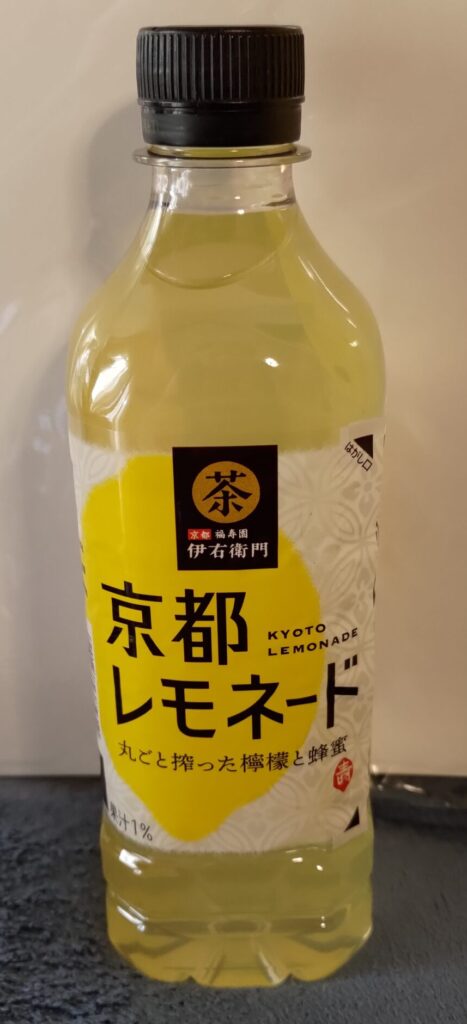 はがし口
茶
京都 福寿園
伊右衛門
京都
KYOTO
LEMONADE
レモネード
丸ごと搾った檸檬と蜂蜜
寿
果汁1%